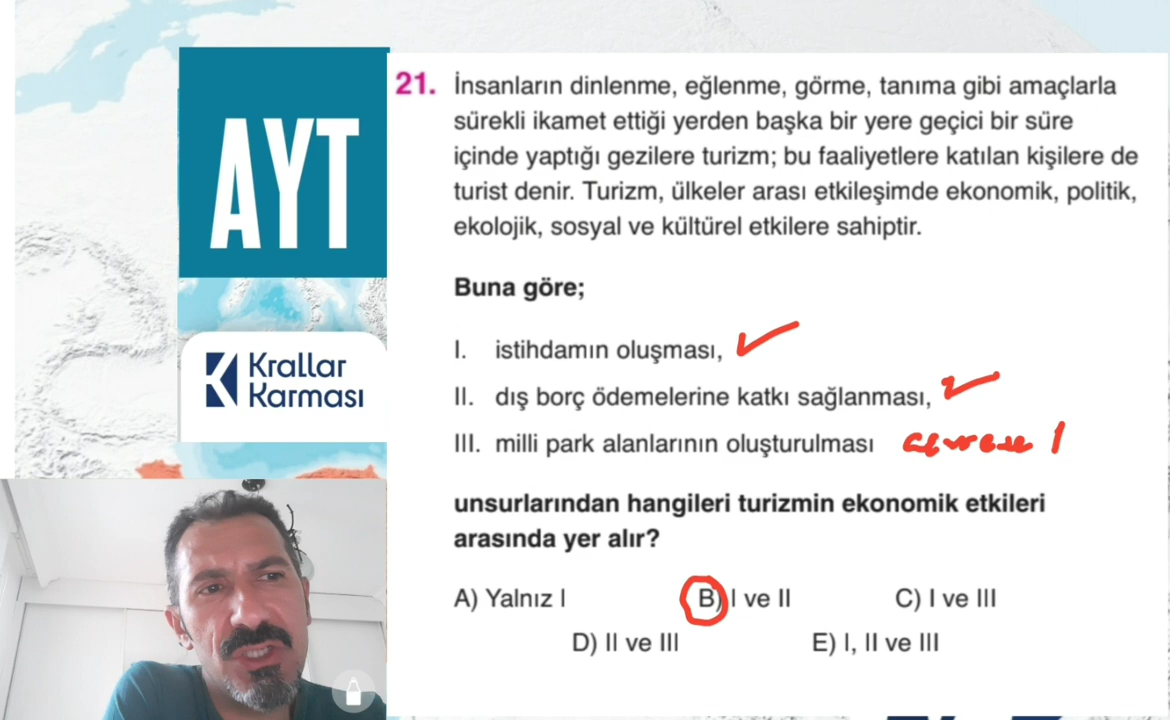 AYT
Krallar
Karması
21. İnsanların dinlenme, eğlenme, görme, tanıma gibi amaçlarla
sürekli ikamet ettiği yerden başka bir yere geçici bir süre
içinde yaptığı gezilere turizm; bu faaliyetlere katılan kişilere de
turist denir. Turizm, ülkeler arası etkileşimde ekonomik, politik,
ekolojik, sosyal ve kültürel etkilere sahiptir.
Buna göre;
I. istihdamın oluşması,
II. dış borç ödemelerine katkı sağlanması,
III. milli park alanlarının oluşturulması
unsurlarından hangileri turizmin ekonomik etkileri
arasında yer alır?
A) Yalnız I B) I ve II C) I ve III
D) II ve III E) I, II ve III